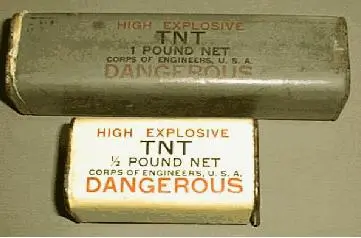 HIGH EXPLOSIVE
TNT
1 POUND NET
CORPS OF ENGINEERS, U. S. A.
DANGEROUS
HIGH EXPLOSIVE
TNT
½ POUND NET
CORPS OF ENGINEERS, U. S. A.
DANGEROUS